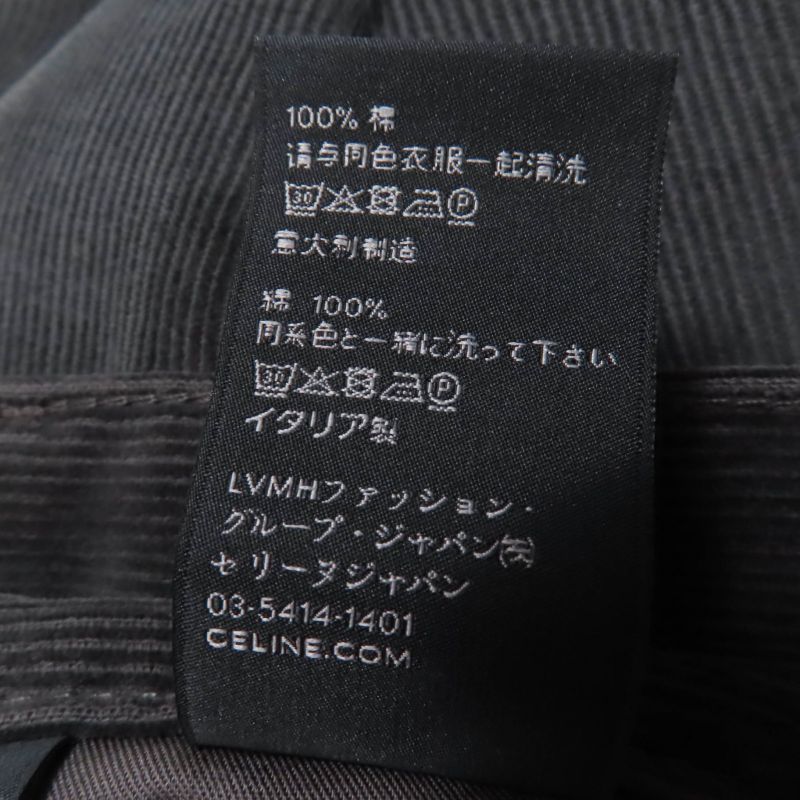 100% 棉
请与同色衣服一起清洗
30 P
意大利制造
綿 100%
同系色と一緒に洗って下さい
30 P
イタリア製
LVMHファッション・
グループ・ジャパン㈱
セリーヌジャパン
03-5414-1401
CELINE.COM